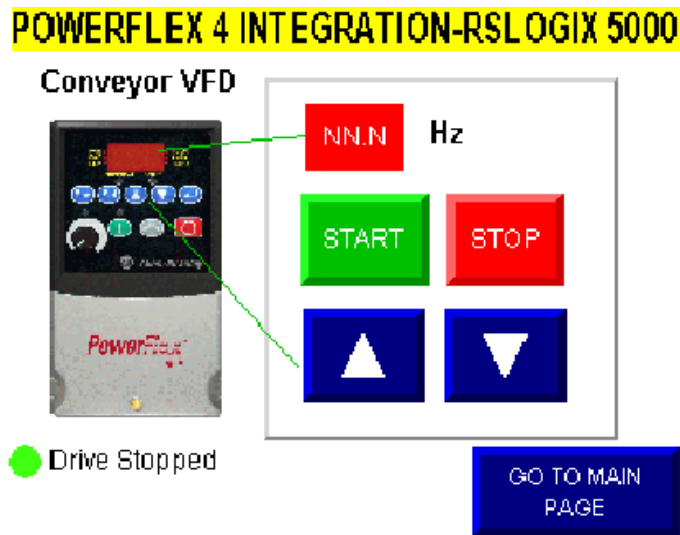 POWERFLEX 4 INTEGRATION-RSLOGIX 5000
Conveyor VFD
NN.N Hz
START STOP
PowerFlex
Drive Stopped
GO TO MAIN
PAGE